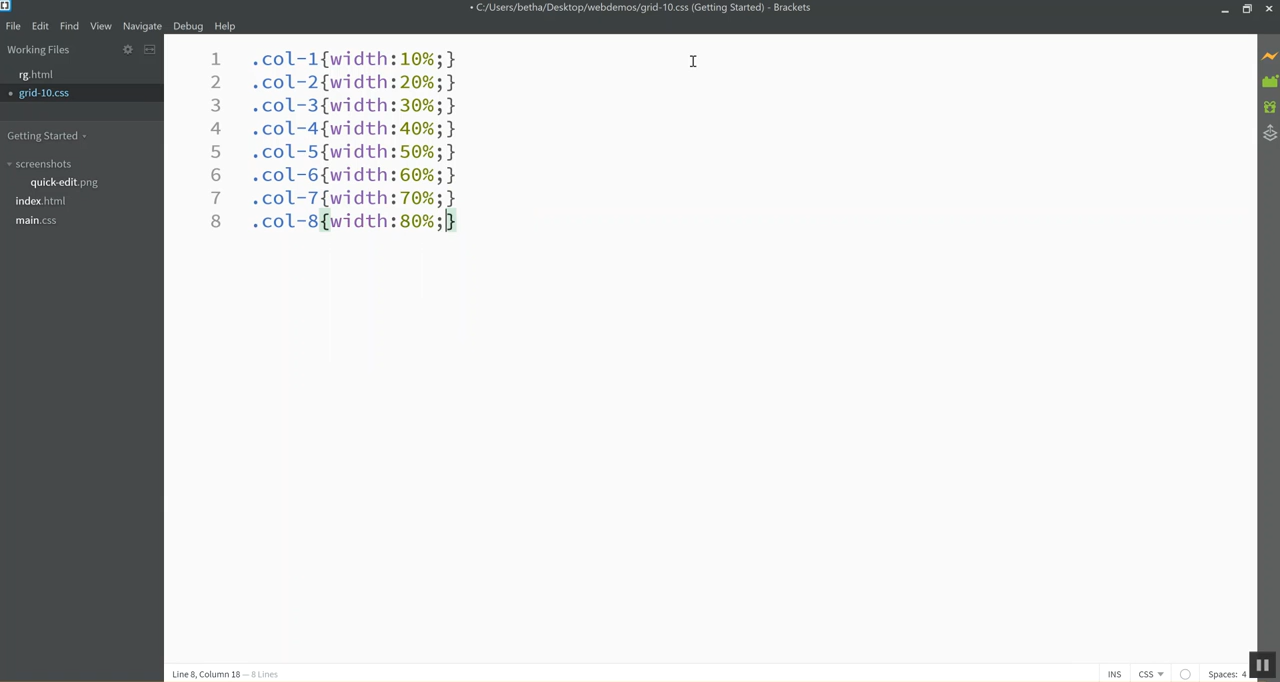 • C:/Users/betha/Desktop/webdemos/grid-10.css (Getting Started) - Brackets
File Edit Find View Navigate Debug Help
Working Files
rg.html
• grid-10.css
Getting Started
screenshots
quick-edit.png
index.html
main.css
1 .col-1{width:10%;}
2 .col-2{width:20%;}
3 .col-3{width:30%;}
4 .col-4{width:40%;}
5 .col-5{width:50%;}
6 .col-6{width:60%;}
7 .col-7{width:70%;}
8 .col-8{width:80%;}
Line 8, Column 18 — 8 Lines
INS CSS Spaces: 4